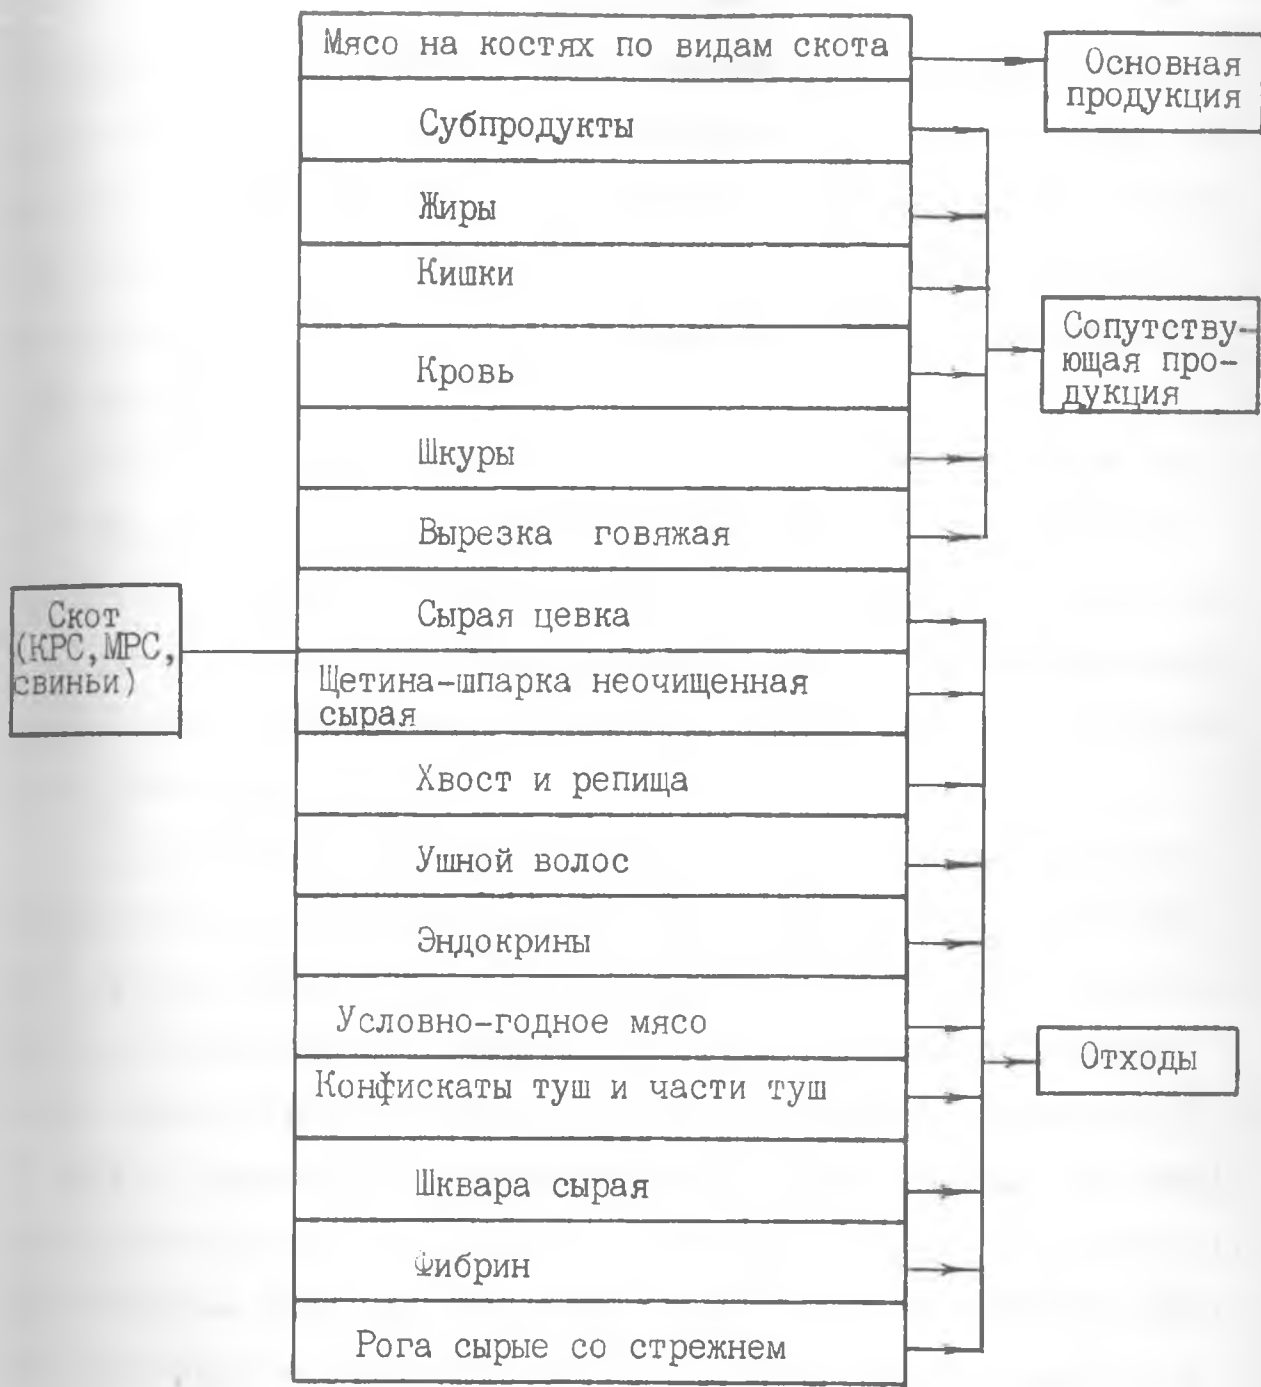 Мясо на костях по видам скота
Основная
продукция
Субпродукты
Жиры
Кишки
Сопутству-
ющая про-
дукция
Кровь
Шкуры
Вырезка говяжая
Скот
(КРС, МРС,
свиньи)
Сырая цевка
Щетина-шпарка неочищенная
сырая
Хвост и репища
Ушной волос
Эндокрины
Условно-годное мясо
Отходы
Конфискаты туш и части туш
Шквара сырая
Фибрин
Рога сырые со стрежнем